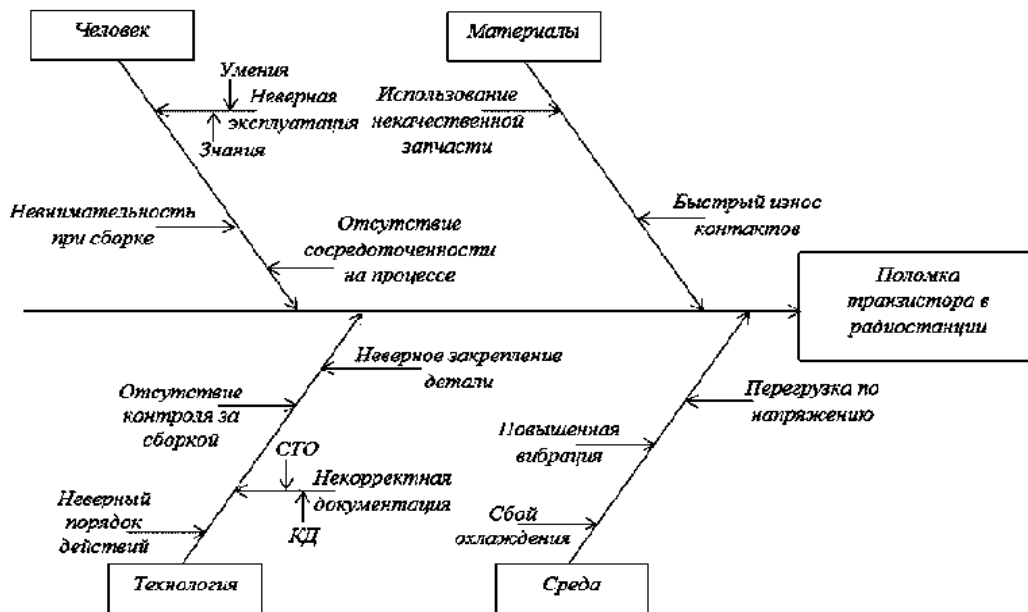 Человек
Материалы
Умения
Неверная
эксплуатация
Знания
Использование
некачественной
запчасти
Невнимательность
при сборке
Отсутствие
сосредоточенности
на процессе
Быстрый износ
контактов
Поломка
транзистора в
радиостанции
Неверное закрепление
детали
Отсутствие
контроля за
сборкой
Перегрузка по
напряжению
Повышенная
вибрация
СТО
Некорректная
документация
КД
Неверный
порядок
действий
Сбой
охлаждения
Технология
Среда